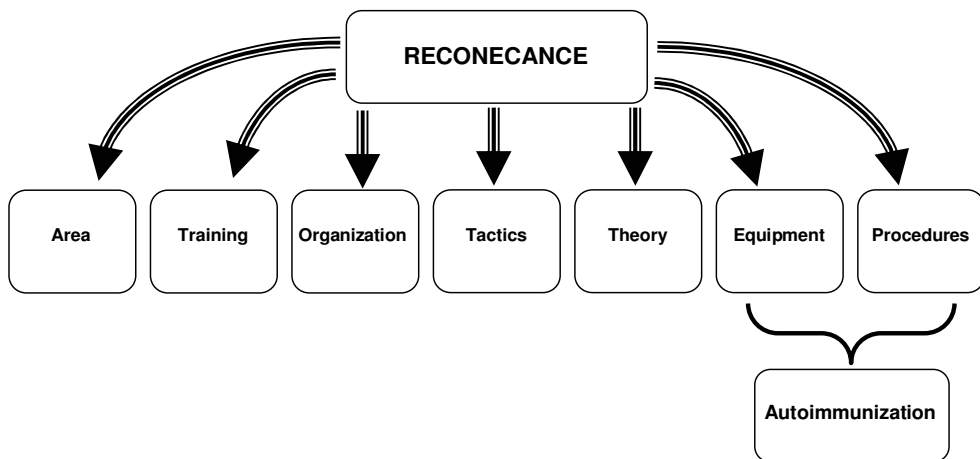 RECONECANCE
Area
Training
Organization
Tactics
Theory
Equipment
Procedures
Autoimmunization